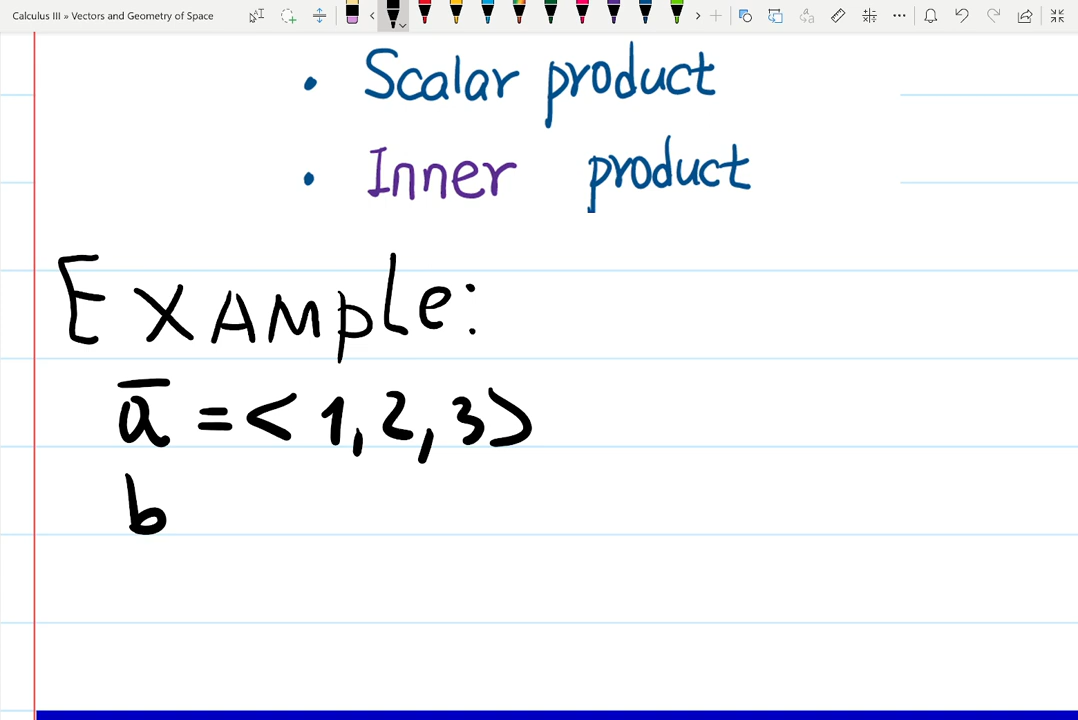 Calculus III » Vectors and Geometry of Space
• Scalar product
• Inner product
Example:
a̅ = < 1, 2, 3>
b